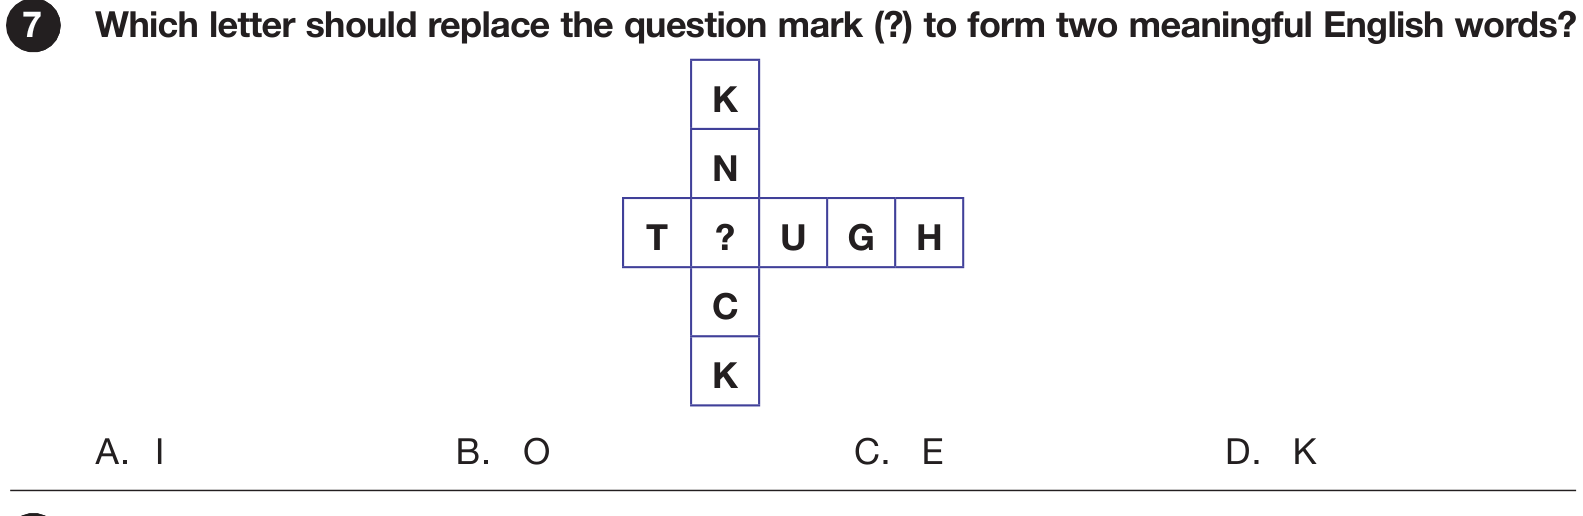 7 Which letter should replace the question mark (?) to form two meaningful English words?
K
N
T ? U G H
C
K
A. I B. O C. E D. K